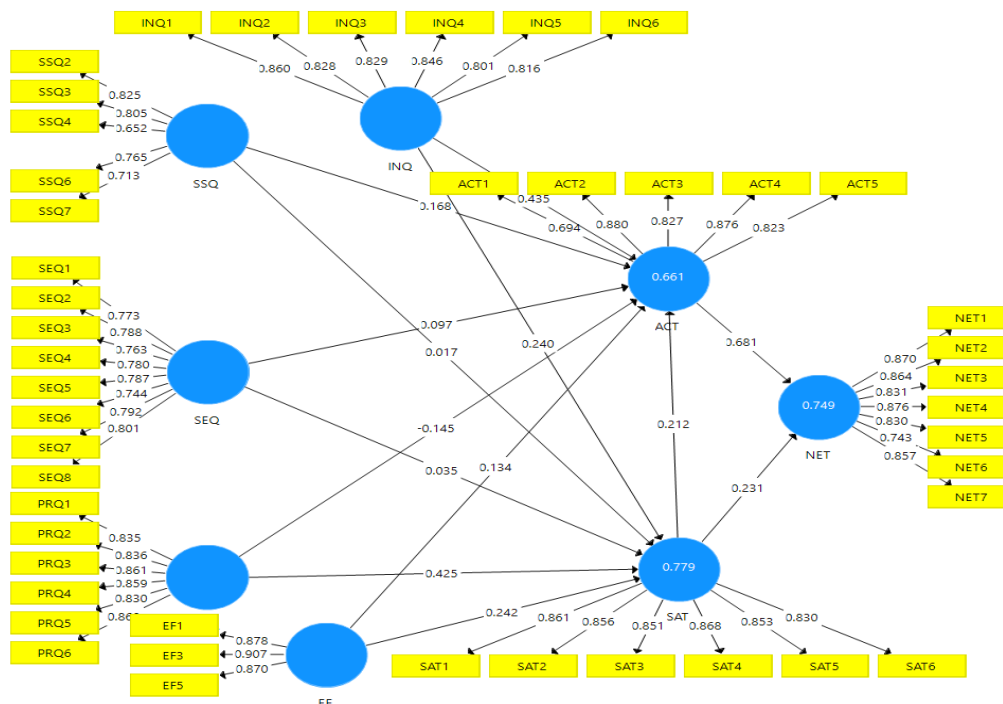 INQ1 INQ2 INQ3 INQ4 INQ5 INQ6
0.860 0.828 0.829 0.846 0.801 0.816
INQ
SSQ2
SSQ3
SSQ4
SSQ6
SSQ7
0.825
0.805
0.652
0.765
0.713
SSQ
ACT1 ACT2 ACT3 ACT4 ACT5
0.694 0.880 0.827 0.876 0.823
0.435
0.168
0.661
ACT
SEQ1
SEQ2
SEQ3
SEQ4
SEQ5
SEQ6
SEQ7
SEQ8
0.773
0.788
0.763
0.780
0.787
0.744
0.792
0.801
SEQ
0.097
0.017
0.240
0.681
-0.145
0.035
0.134
0.212
0.231
NET1
NET2
NET3
NET4
NET5
NET6
NET7
0.870
0.864
0.831
0.876
0.830
0.743
0.857
0.749
NET
PRQ1
PRQ2
PRQ3
PRQ4
PRQ5
PRQ6
0.835
0.836
0.861
0.859
0.830
0.425
0.242
0.779
SAT
EF1
EF3
EF5
0.878
0.907
0.870
0.861 0.856 0.851 0.868 0.853 0.830
SAT1 SAT2 SAT3 SAT4 SAT5 SAT6